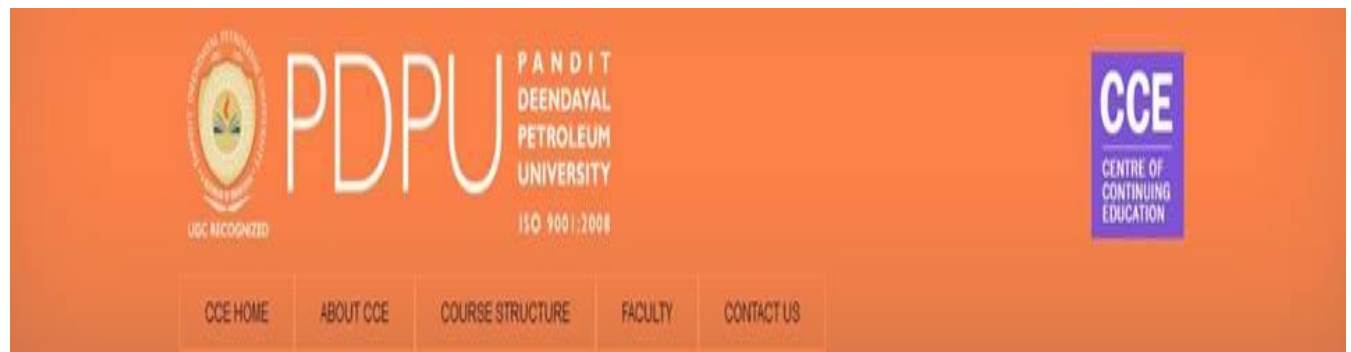 PDPU
PANDIT
DEENDAYAL
PETROLEUM
UNIVERSITY
ISO 9001:2008
UGC RECOGNIZED
CCE
CENTRE OF
CONTINUING
EDUCATION
CCE HOME ABOUT CCE COURSE STRUCTURE FACULTY CONTACT US